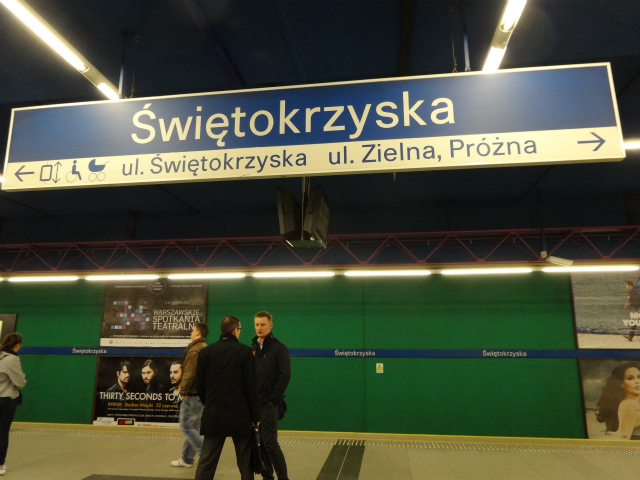 Świętokrzyska
← ul. Świętokrzyska ul. Zielna, Próżna →
WARSZAWSKIE
SPOTKANIA
TEATRALNE
Świętokrzyska
Świętokrzyska
Świętokrzyska
THIRTY SECONDS TO M